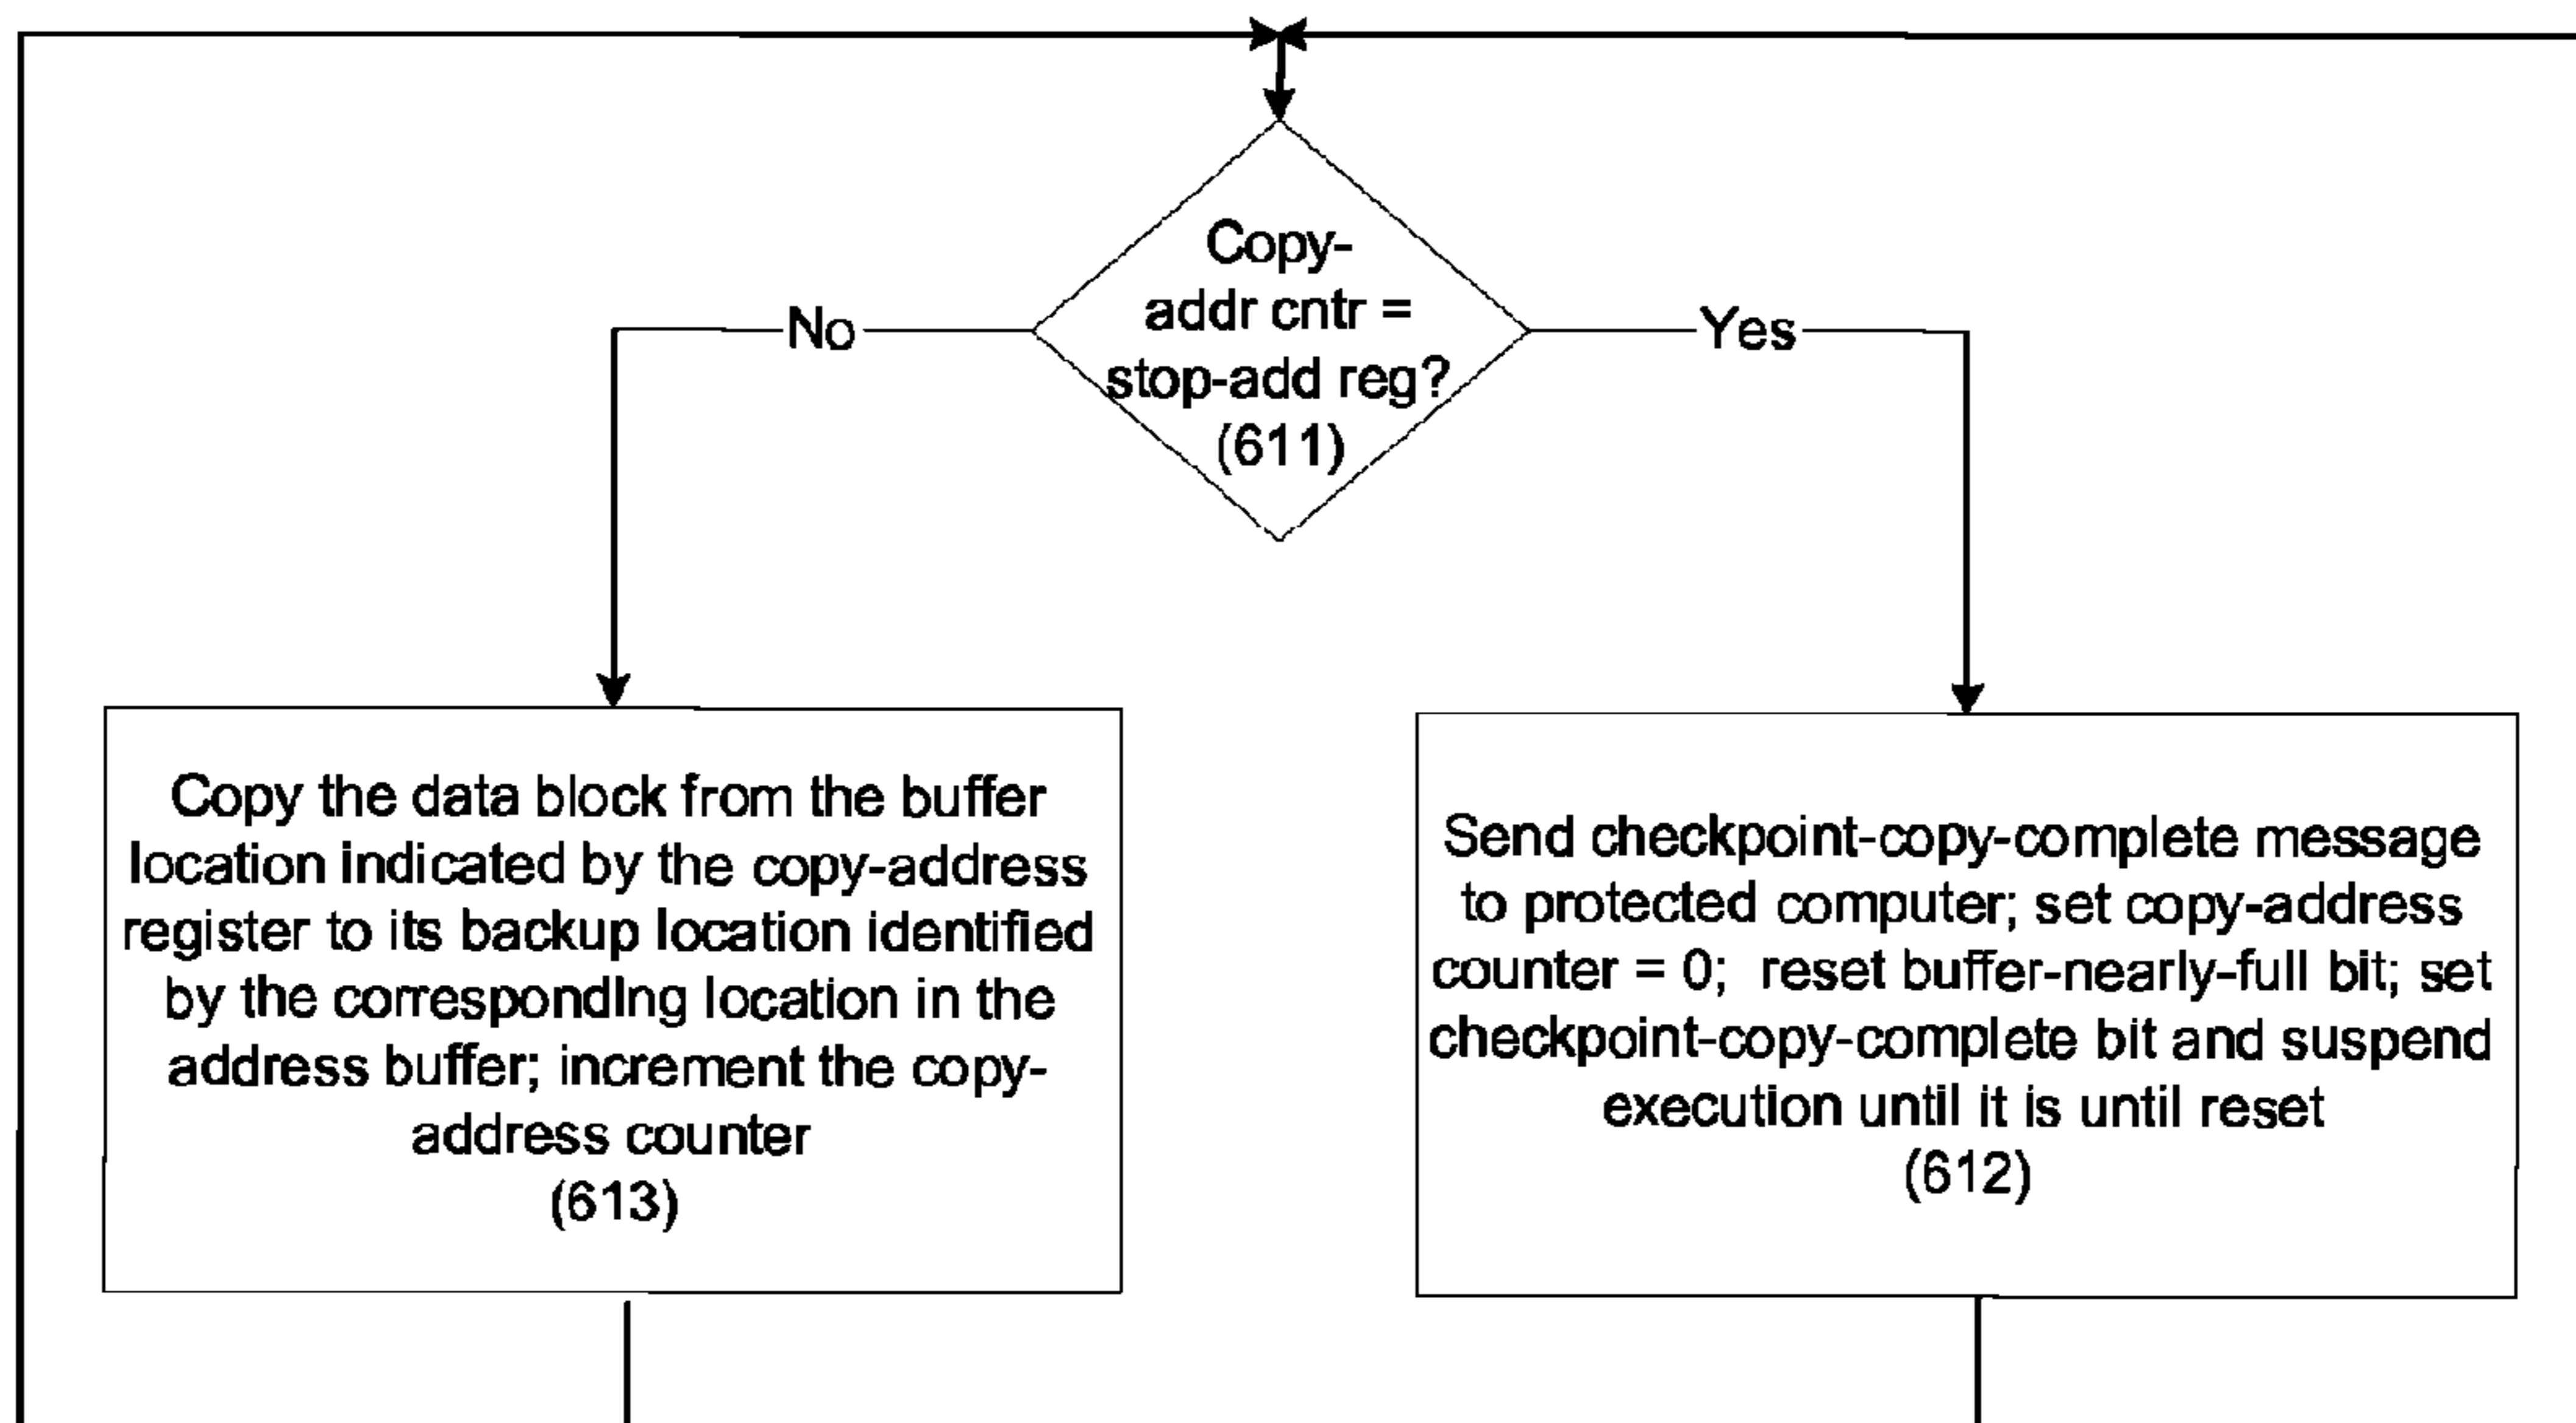 Copy-
addr cntr =
stop-add reg?
(611)
No
Yes
Copy the data block from the buffer
location indicated by the copy-address
register to its backup location identified
by the corresponding location in the
address buffer; increment the copy-
address counter
(613)
Send checkpoint-copy-complete message
to protected computer; set copy-address
counter = 0;  reset buffer-nearly-full bit; set
checkpoint-copy-complete bit and suspend
execution until it is until reset
(612)